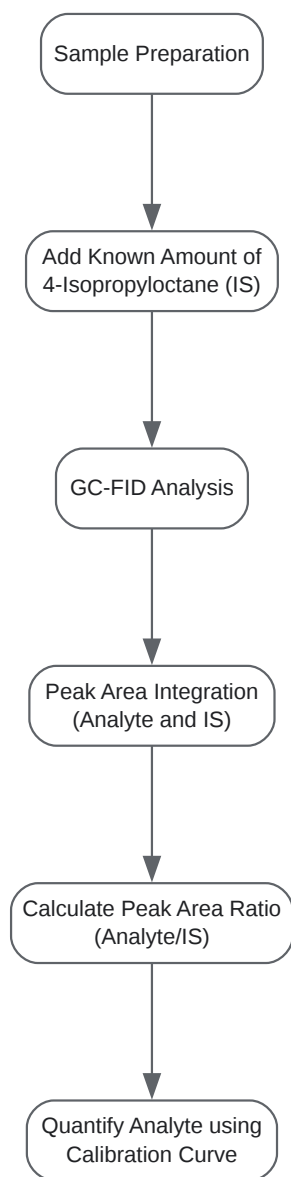 Sample Preparation
Add Known Amount of
4-Isopropyloctane (IS)
GC-FID Analysis
Peak Area Integration
(Analyte and IS)
Calculate Peak Area Ratio
(Analyte/IS)
Quantify Analyte using
Calibration Curve